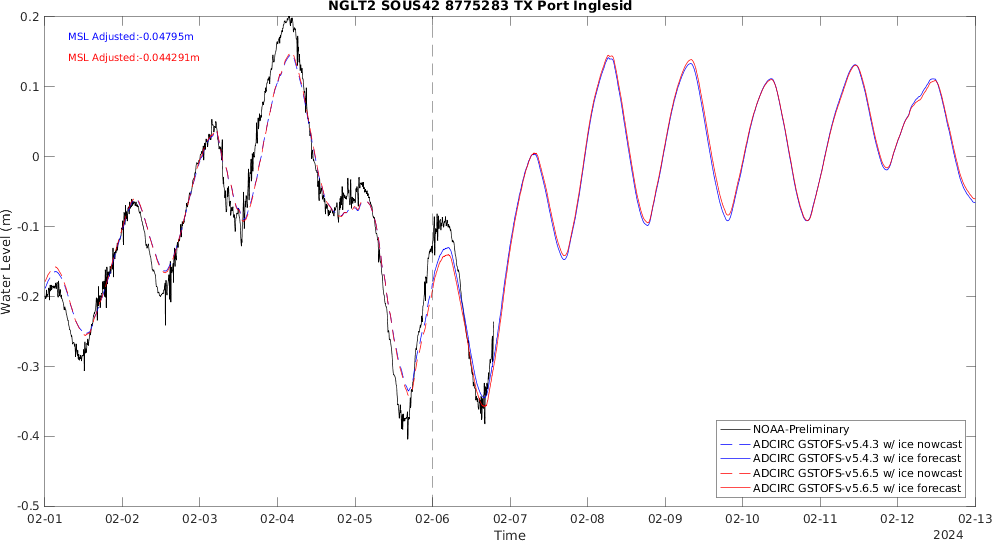 NGLT2 SOUS42 8775283 TX Port Inglesid
MSL Adjusted:-0.04795m
MSL Adjusted:-0.044291m
0.2
0.1
0
-0.1
-0.2
-0.3
-0.4
-0.5
Water Level (m)
NOAA-Preliminary
ADCIRC GSTOFS-v5.4.3 w/ ice nowcast
ADCIRC GSTOFS-v5.4.3 w/ ice forecast
ADCIRC GSTOFS-v5.6.5 w/ ice nowcast
ADCIRC GSTOFS-v5.6.5 w/ ice forecast
02-01 02-02 02-03 02-04 02-05 02-06 02-07 02-08 02-09 02-10 02-11 02-12 02-13
Time
2024